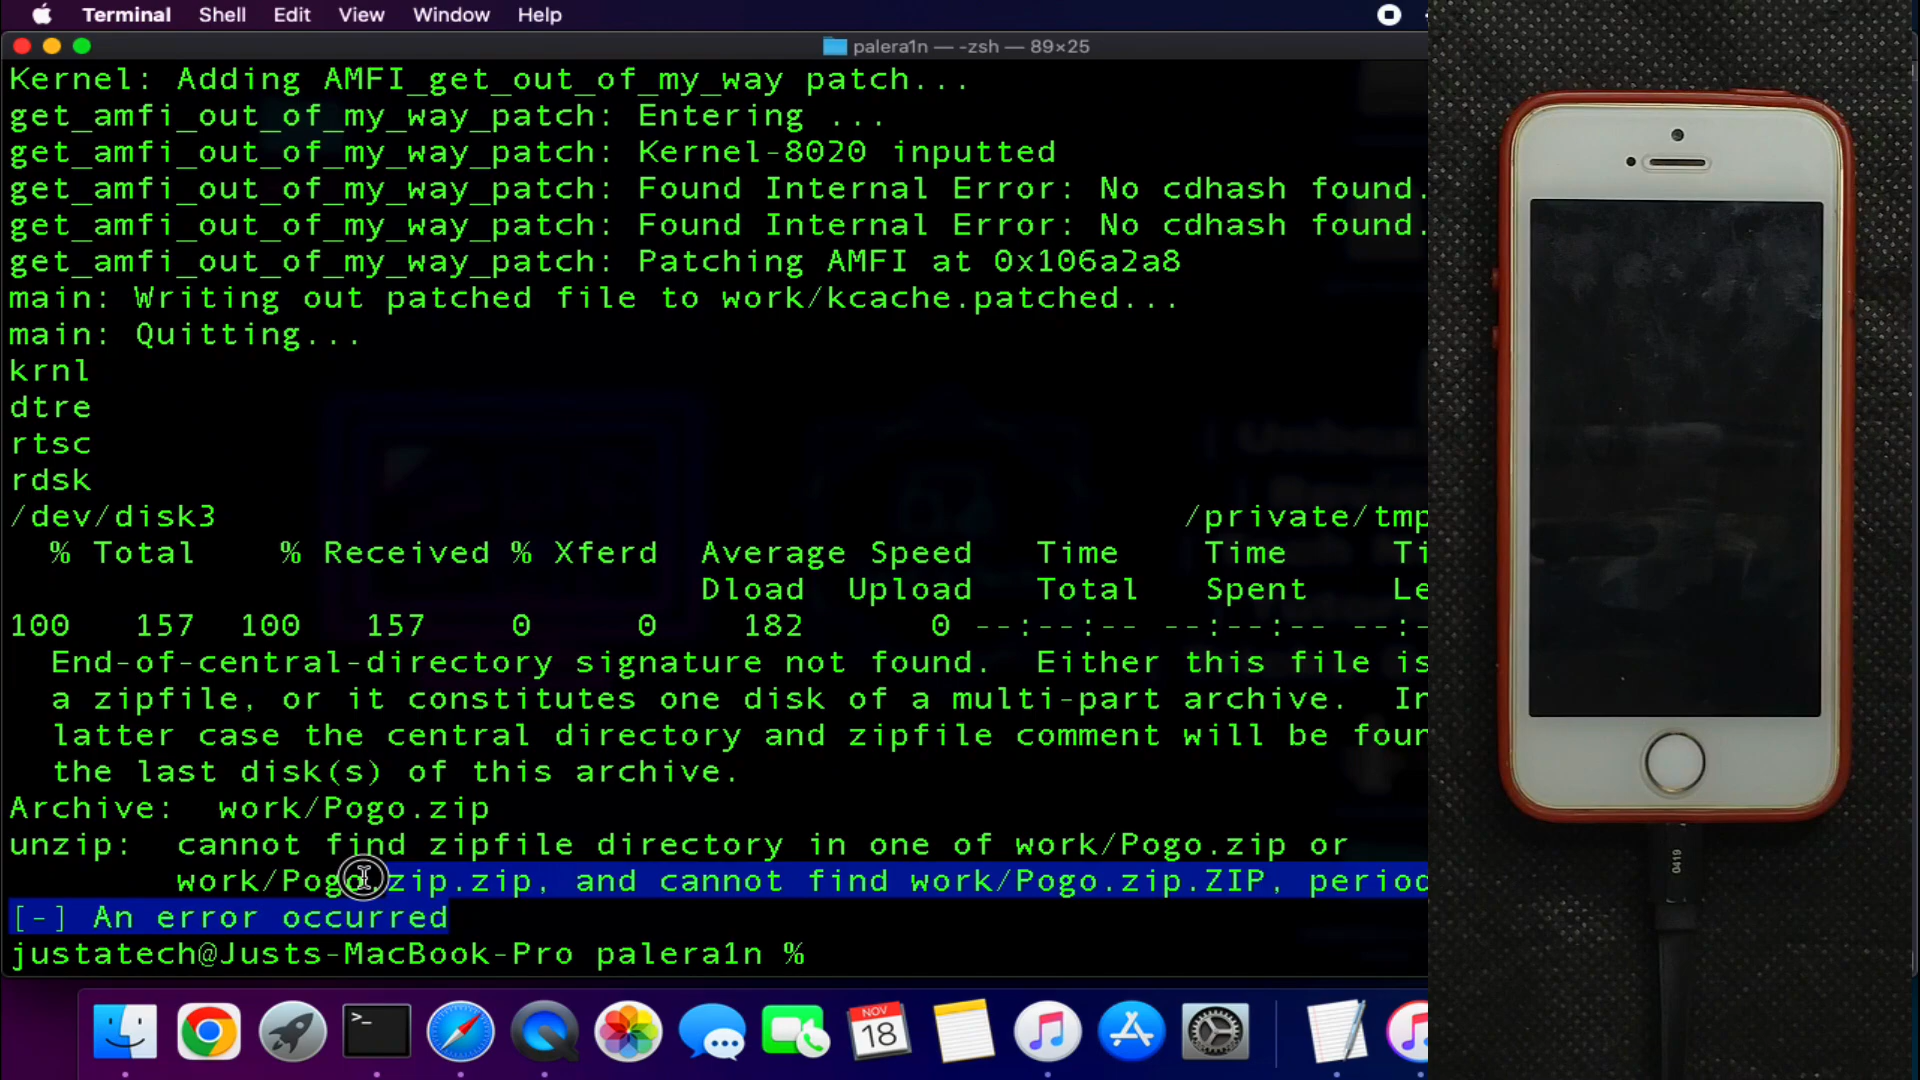 Terminal Shell Edit View Window Help
palera1n — -zsh — 89×25
Kernel: Adding AMFI_get_out_of_my_way patch...
get_amfi_out_of_my_way_patch: Entering ...
get_amfi_out_of_my_way_patch: Kernel-8020 inputted
get_amfi_out_of_my_way_patch: Found Internal Error: No cdhash found.
get_amfi_out_of_my_way_patch: Found Internal Error: No cdhash found.
get_amfi_out_of_my_way_patch: Patching AMFI at 0x106a2a8
main: Writing out patched file to work/kcache.patched...
main: Quitting...
krnl
dtre
rtsc
rdsk
/dev/disk3 /private/tmp
% Total % Received % Xferd Average Speed Time Time Ti
Dload Upload Total Spent Le
100 157 100 157 0 0 182 0 --:--:-- --:--:-- --:-
End-of-central-directory signature not found. Either this file is
a zipfile, or it constitutes one disk of a multi-part archive. In
latter case the central directory and zipfile comment will be foun
the last disk(s) of this archive.
Archive: work/Pogo.zip
unzip: cannot find zipfile directory in one of work/Pogo.zip or
work/Pogo.zip.zip, and cannot find work/Pogo.zip.ZIP, period
[-] An error occurred
justatech@Justs-MacBook-Pro palera1n %
NOV
18
0419